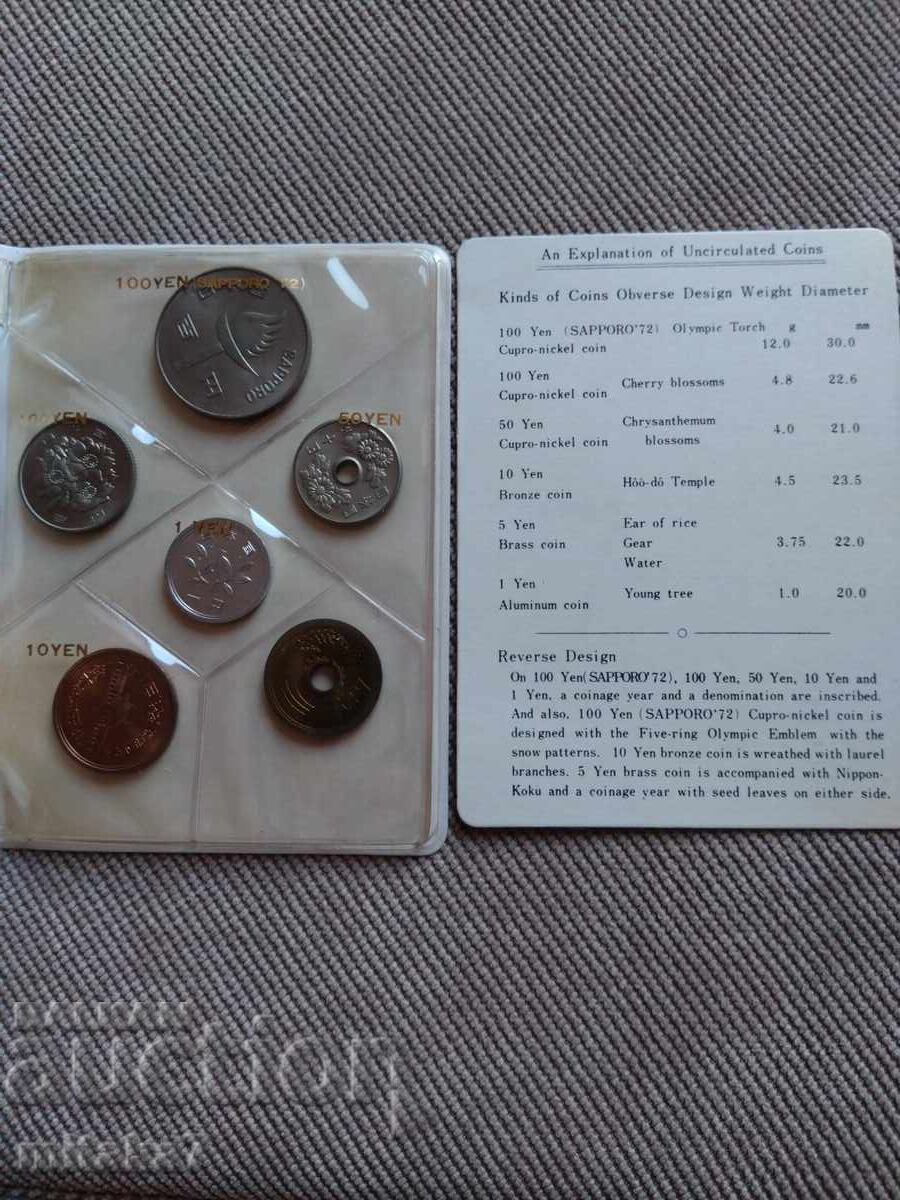 100YEN(SAPPORO '72)
SAPPORO
100YEN
50YEN
1 YEN
10YEN
An Explanation of Uncirculated Coins
Kinds of Coins Obverse Design Weight Diameter
100 Yen (SAPPORO'72) Olympic Torch g mm
Cupro-nickel coin 12.0 30.0
100 Yen
Cupro-nickel coin Cherry blossoms 4.8 22.6
50 Yen Chrysanthemum
Cupro-nickel coin blossoms 4.0 21.0
10 Yen
Bronze coin Hôô-dô Temple 4.5 23.5
5 Yen Ear of rice
Brass coin Gear 3.75 22.0
Water
1 Yen
Aluminum coin Young tree 1.0 20.0
Reverse Design
On 100 Yen(SAPPORO'72), 100 Yen, 50 Yen, 10 Yen and
1 Yen, a coinage year and a denomination are inscribed.
And also, 100 Yen (SAPPORO'72) Cupro-nickel coin is
designed with the Five-ring Olympic Emblem with the
snow patterns. 10 Yen bronze coin is wreathed with laurel
branches. 5 Yen brass coin is accompanied with Nippon-
Koku and a coinage year with seed leaves on either side.
BALKAN
auction